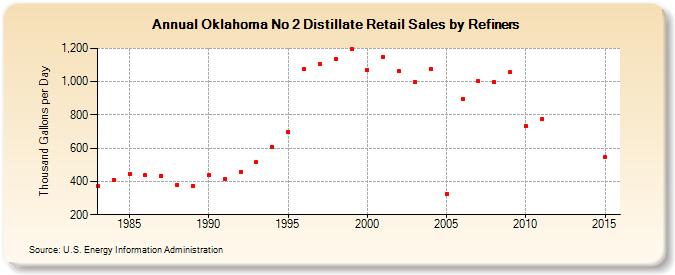 Annual Oklahoma No 2 Distillate Retail Sales by Refiners
Thousand Gallons per Day
1,200
1,000
800
600
400
200
1985 1990 1995 2000 2005 2010 2015
Source: U.S. Energy Information Administration